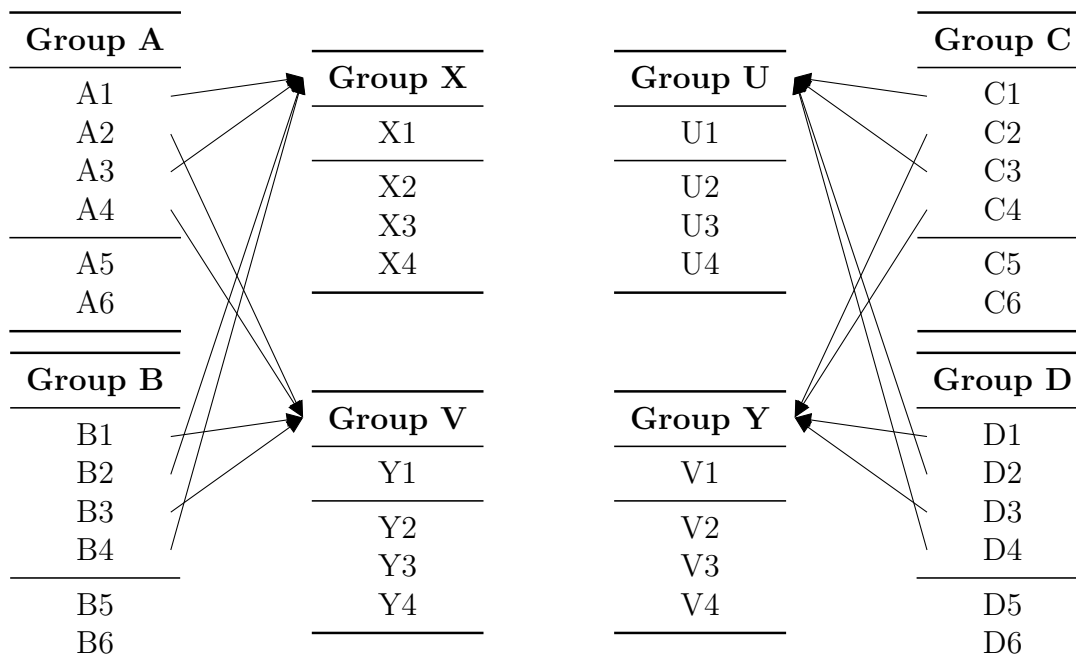 Group A
A1
A2
A3
A4
A5
A6
Group B
B1
B2
B3
B4
B5
B6
Group X
X1
X2
X3
X4
Group V
Y1
Y2
Y3
Y4
Group U
U1
U2
U3
U4
Group Y
V1
V2
V3
V4
Group C
C1
C2
C3
C4
C5
C6
Group D
D1
D2
D3
D4
D5
D6